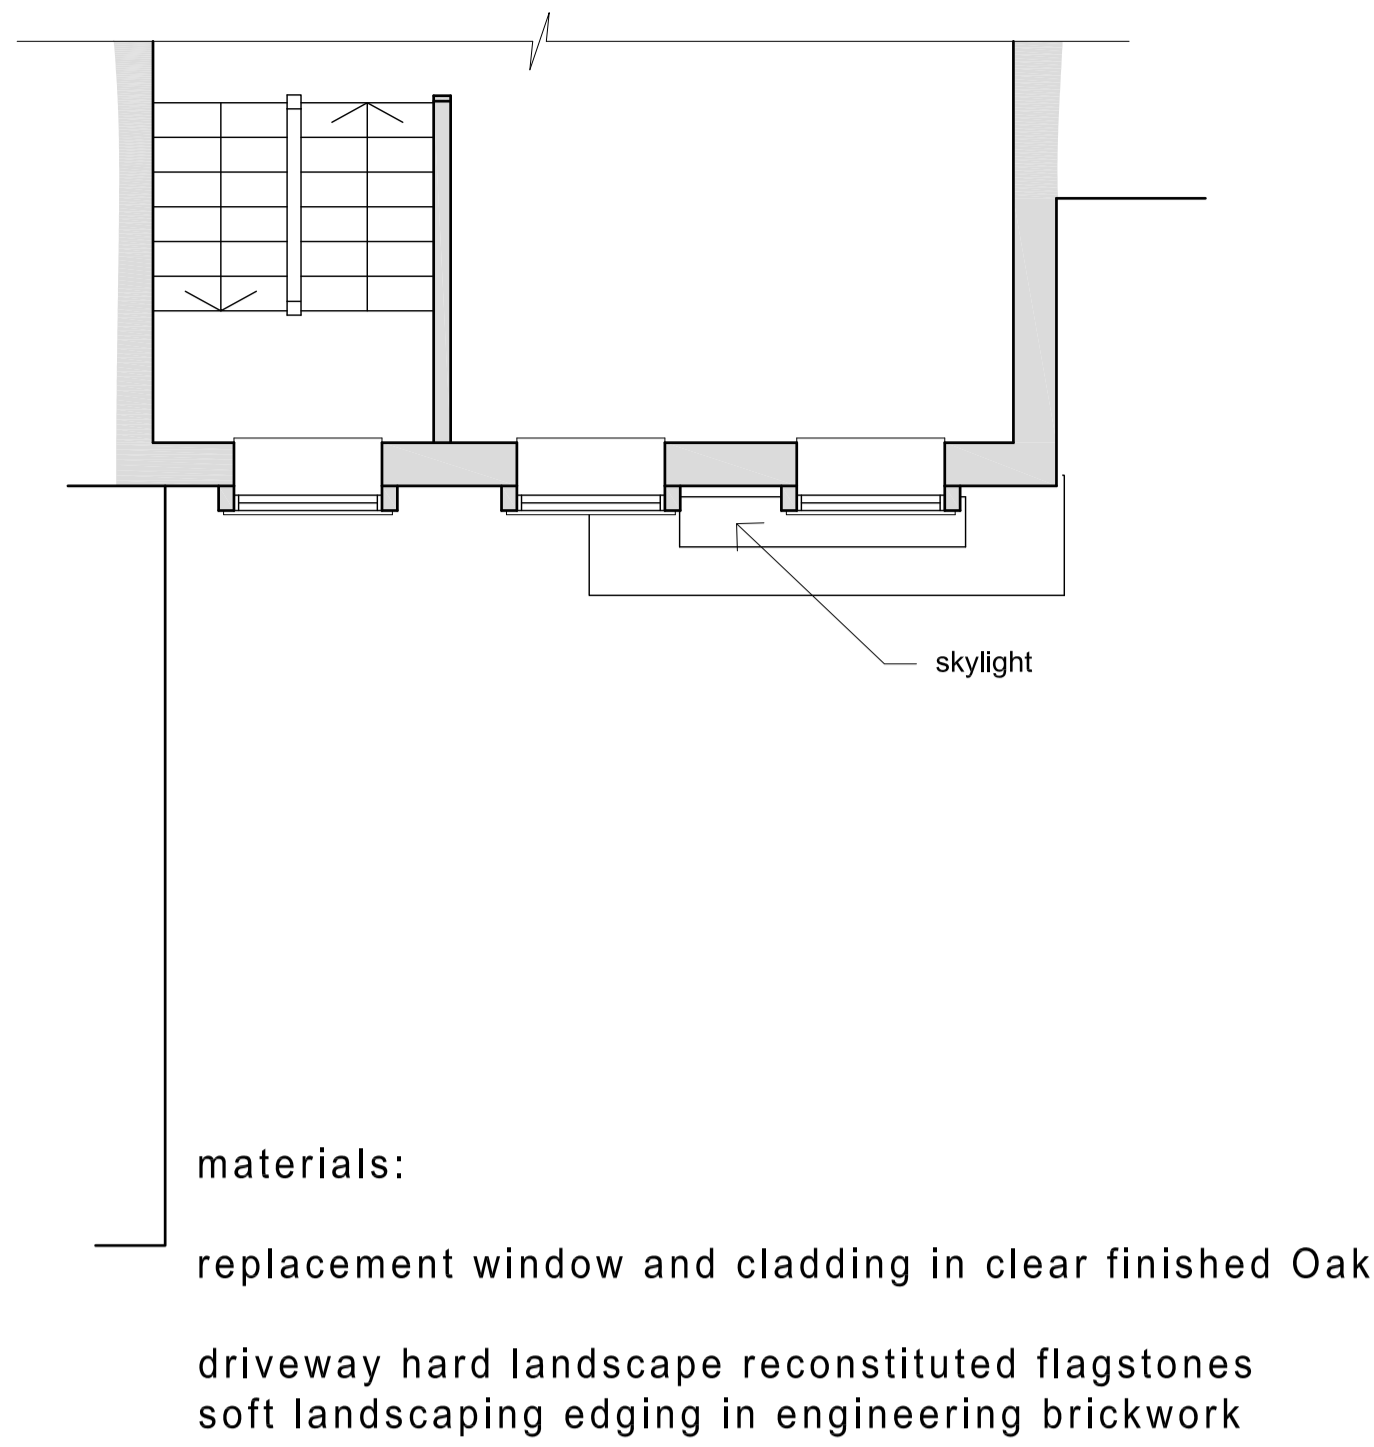 skylight
materials:
replacement window and cladding in clear finished Oak
driveway hard landscape reconstituted flagstones
soft landscaping edging in engineering brickwork